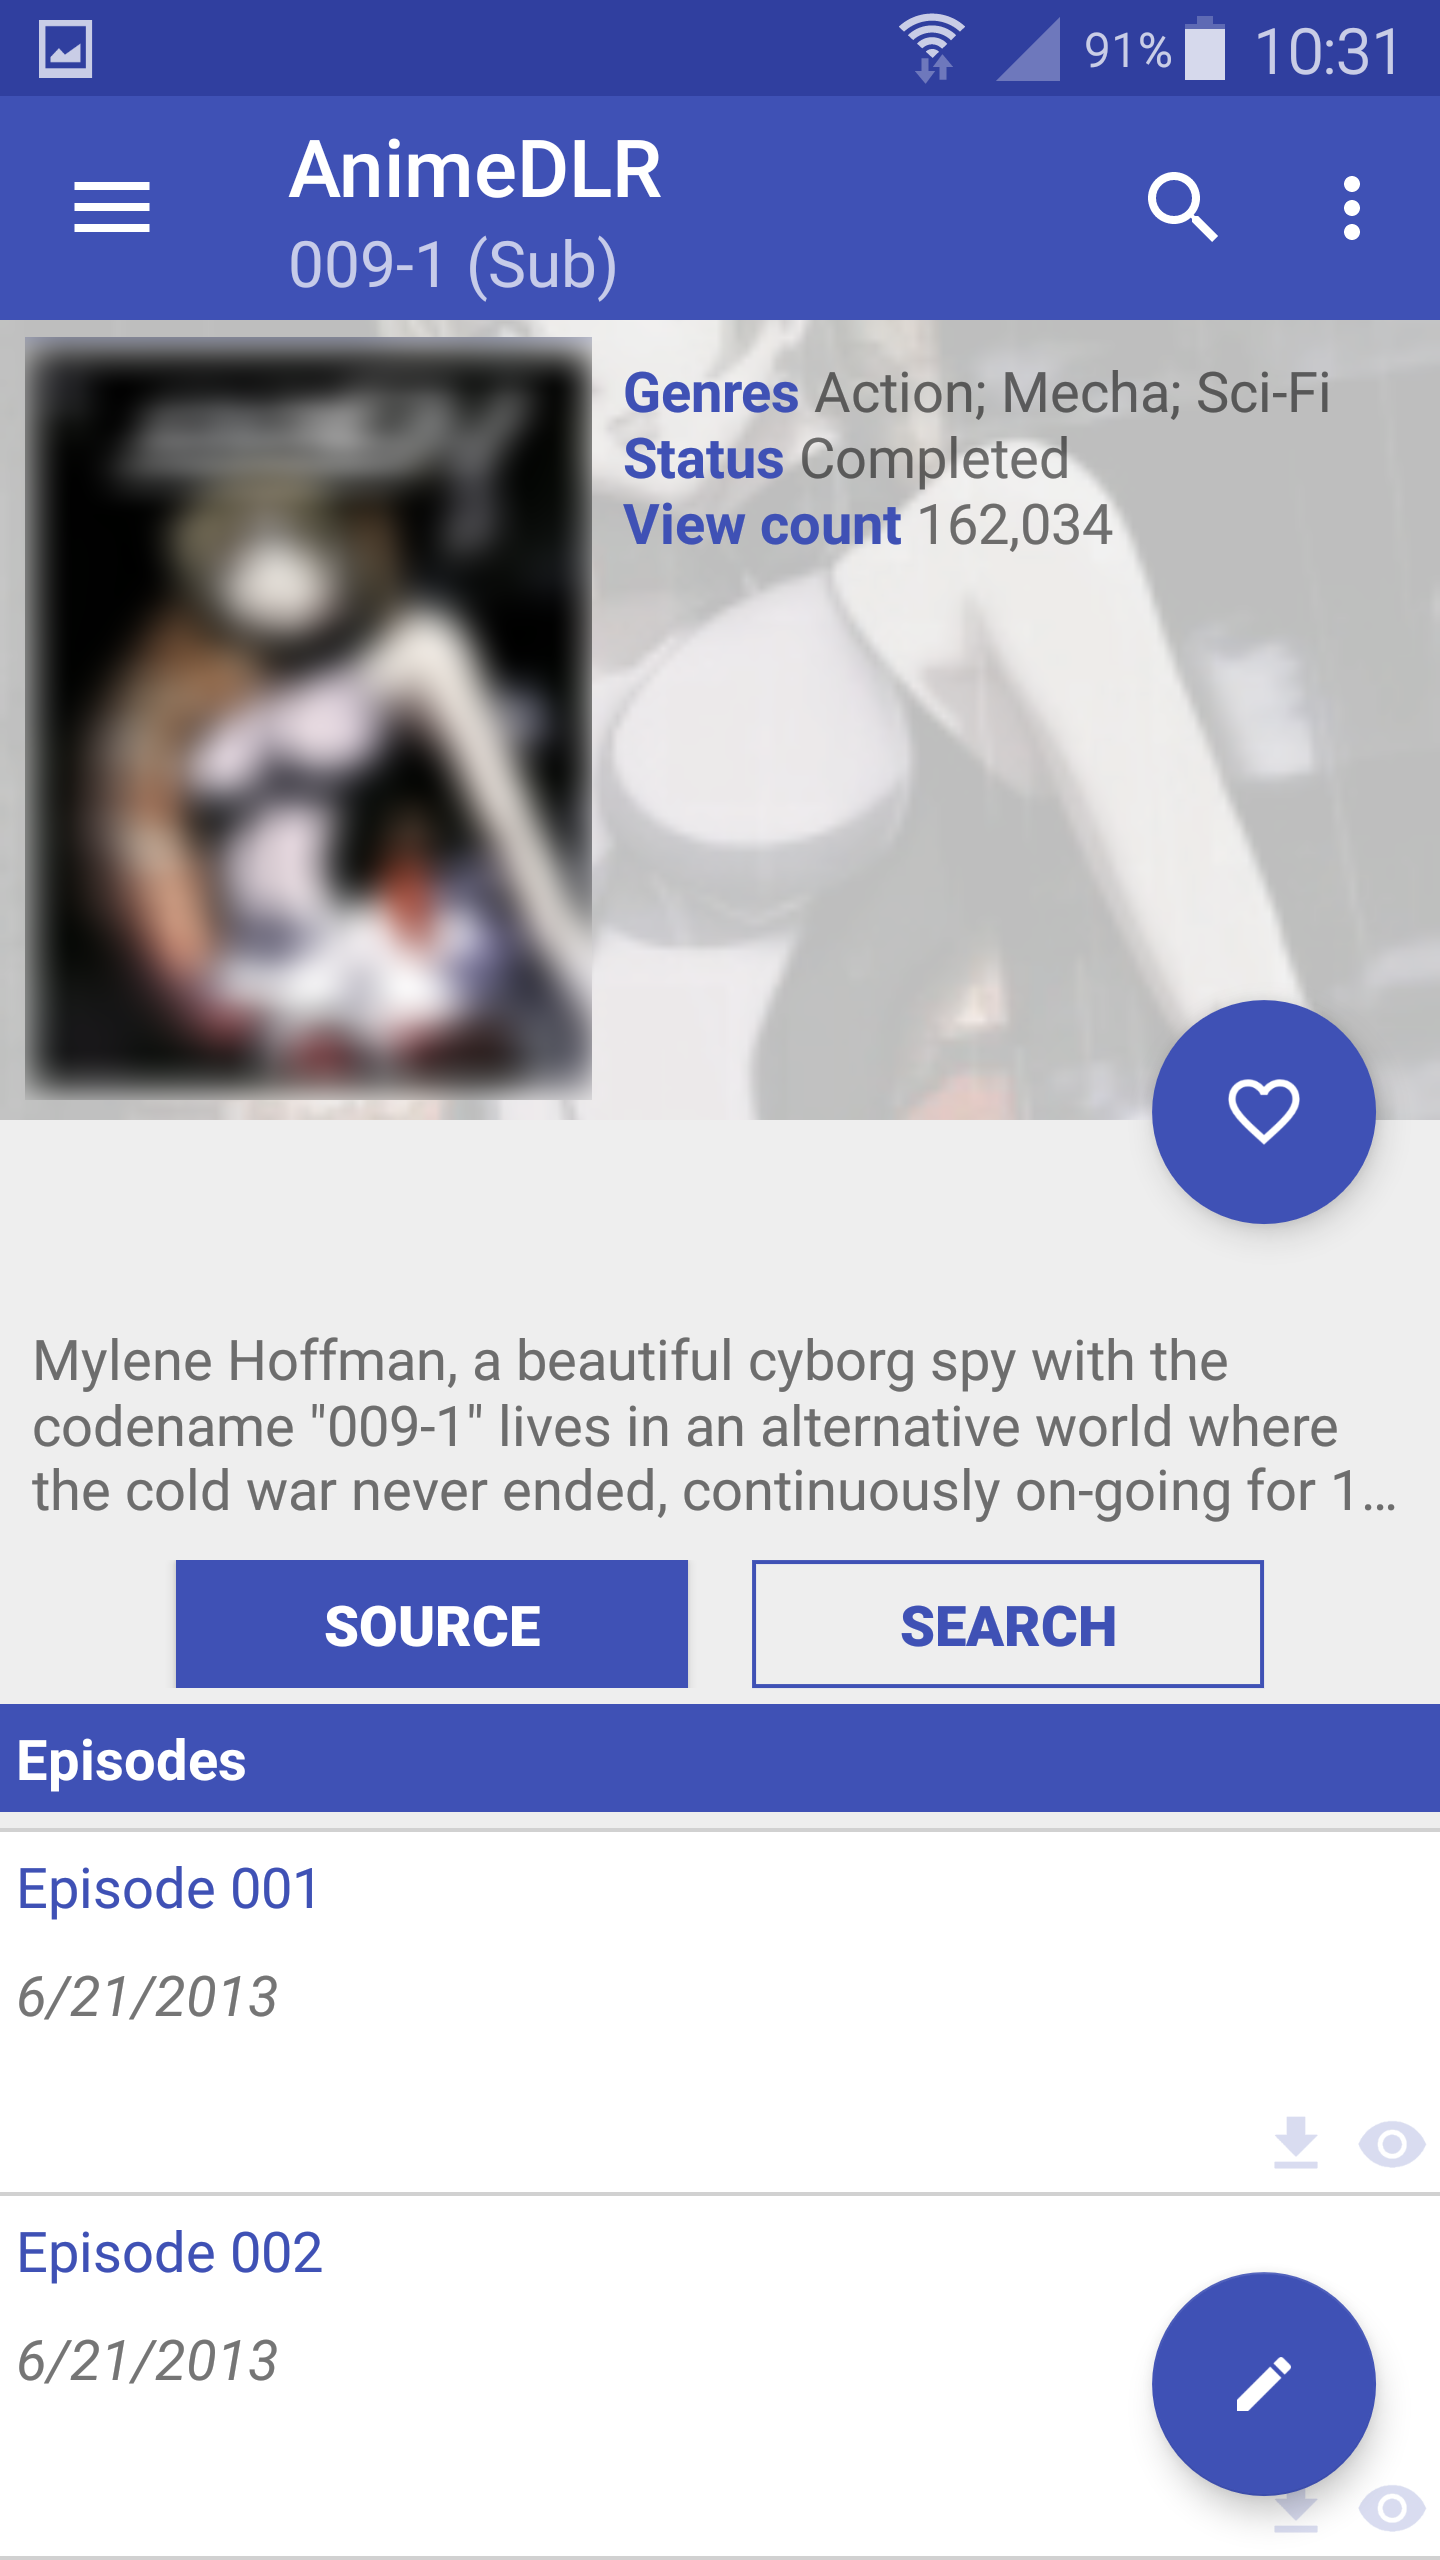 91% 10:31
AnimeDLR
009-1 (Sub)
Genres Action; Mecha; Sci-Fi
Status Completed
View count 162,034
Mylene Hoffman, a beautiful cyborg spy with the
codename "009-1" lives in an alternative world where
the cold war never ended, continuously on-going for 1...
SOURCE SEARCH
Episodes
Episode 001
6/21/2013
Episode 002
6/21/2013